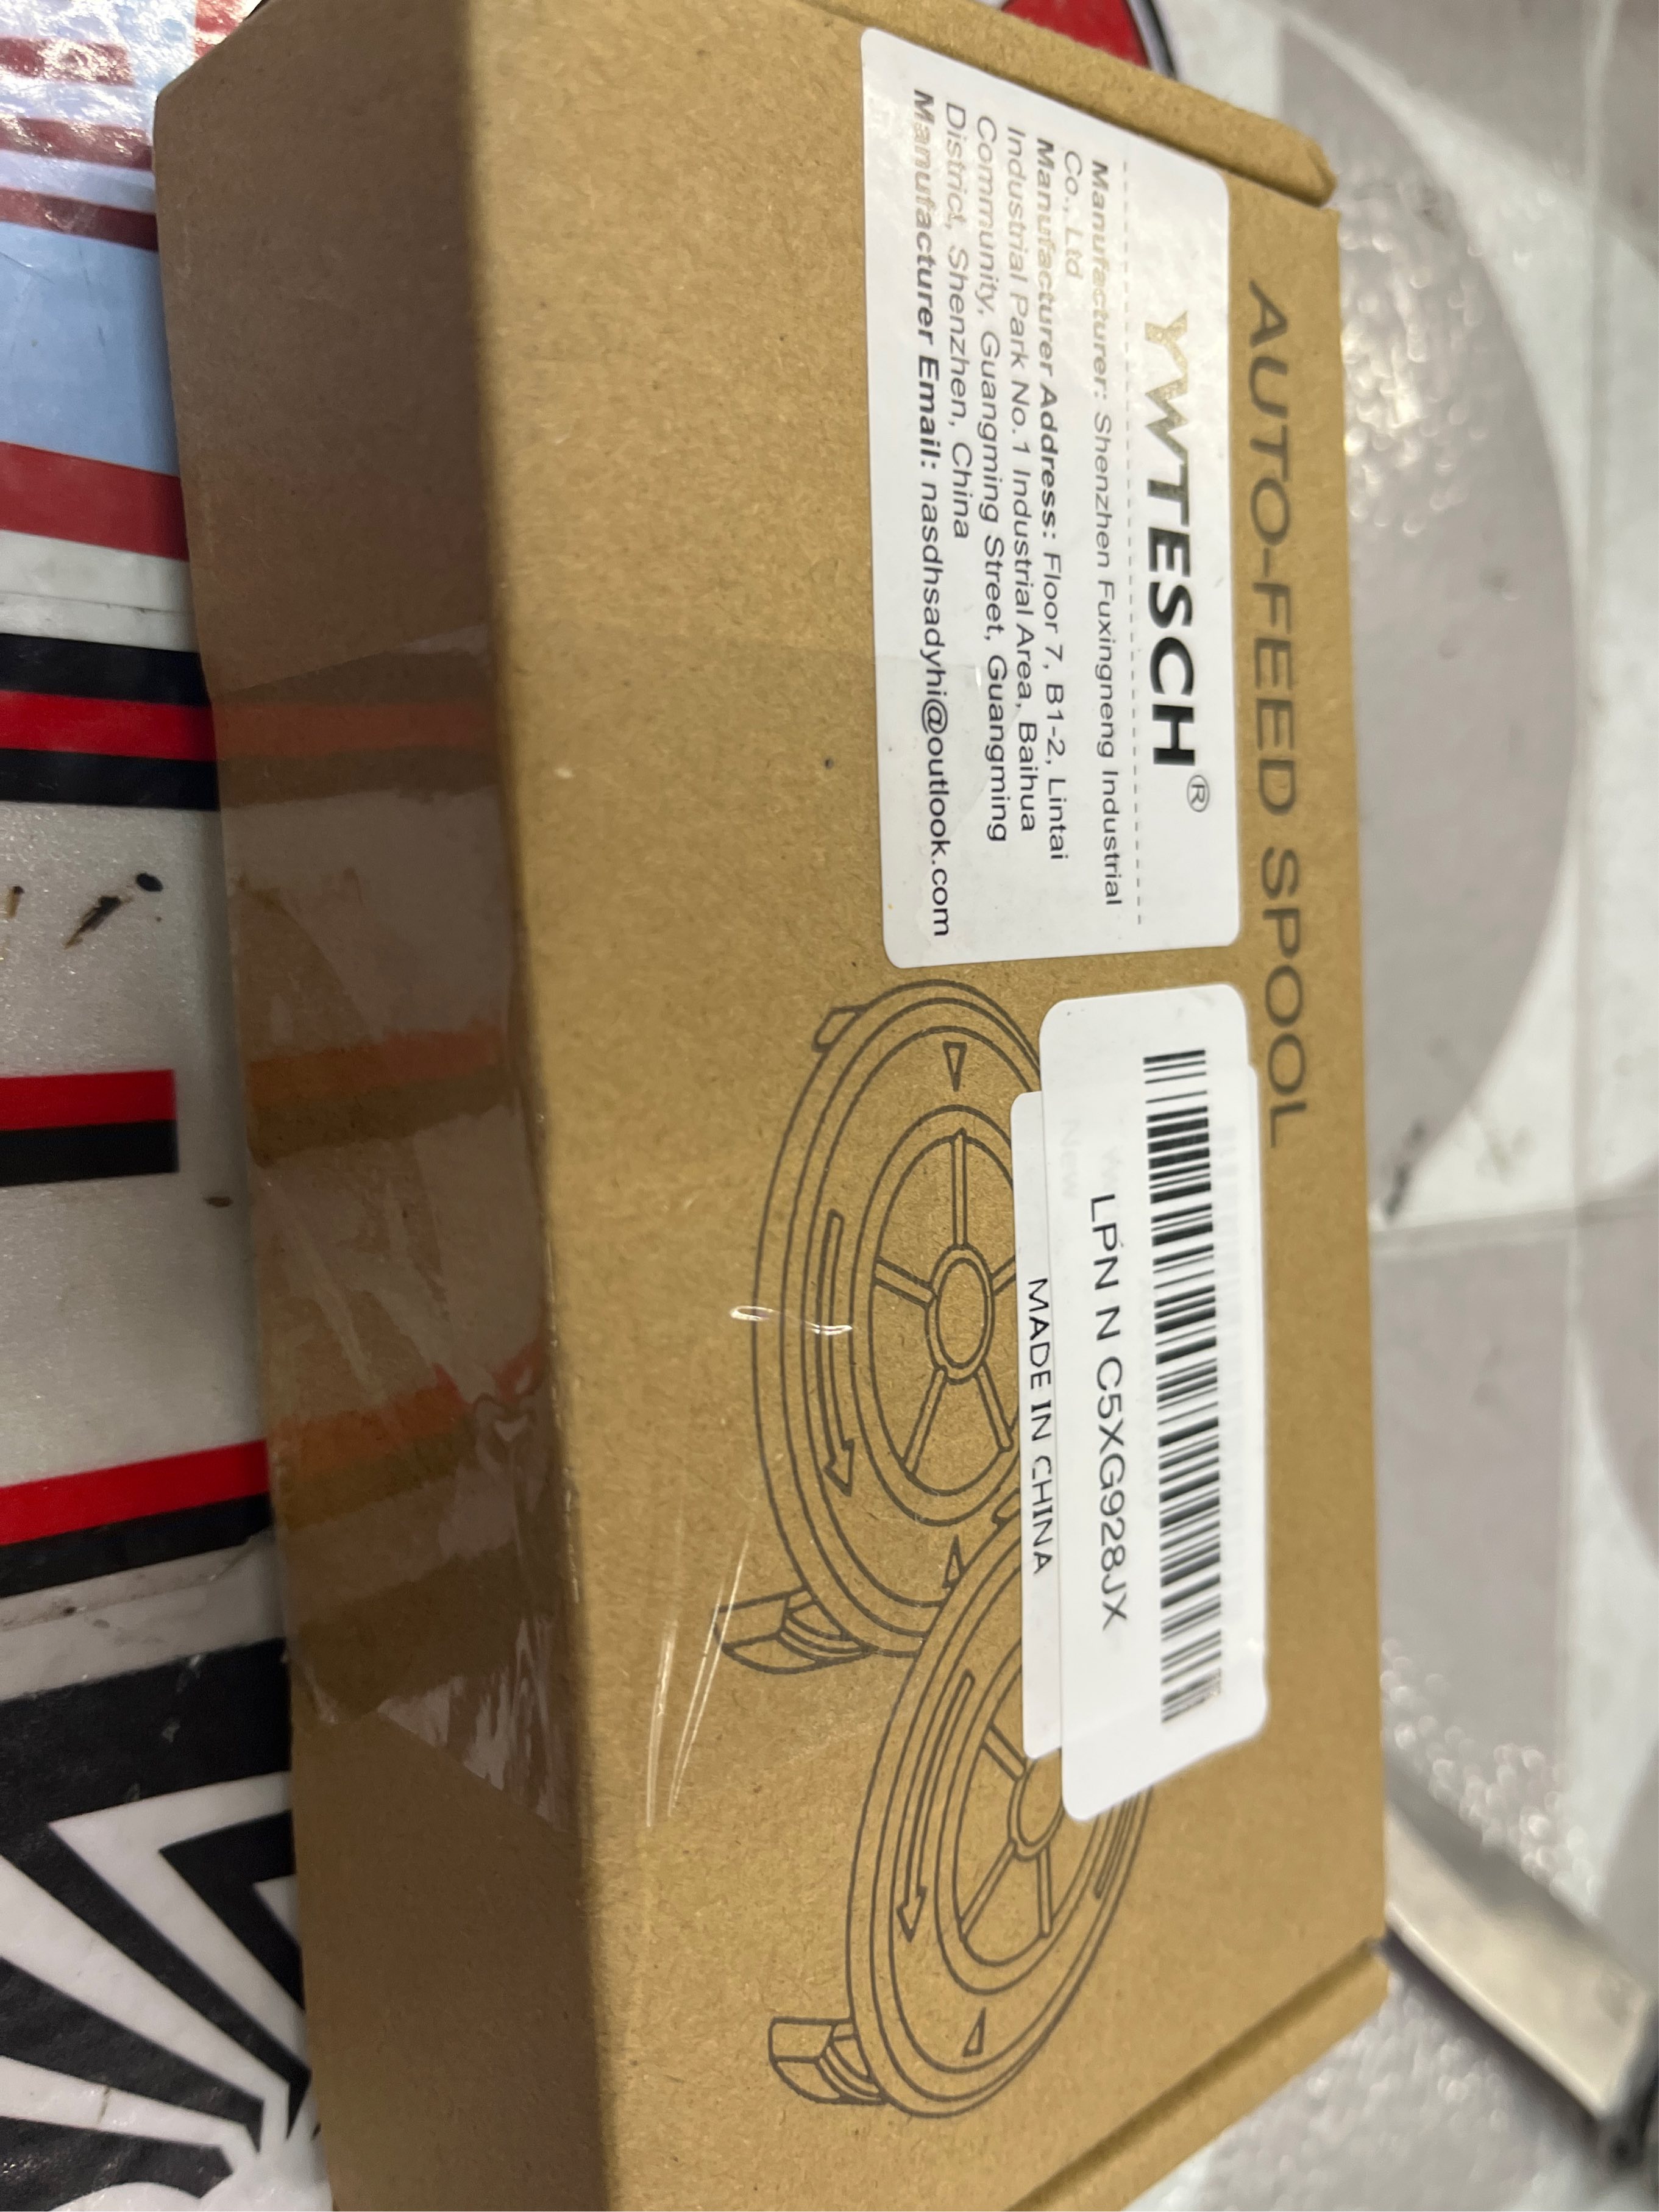 AUTO-FEED SPOOL
YWTESCH®
Manufacturer: Shenzhen Fuxingneng Industrial
Co., Ltd
Manufacturer Address: Floor 7, B1-2, Lintai
Industrial Park No.1 Industrial Area, Baihua
Community, Guangming Street, Guangming
District, Shenzhen, China
Manufacturer Email: nasdhsadyhi@outlook.com
LPN N C5XG928JX
New
MADE IN CHINA